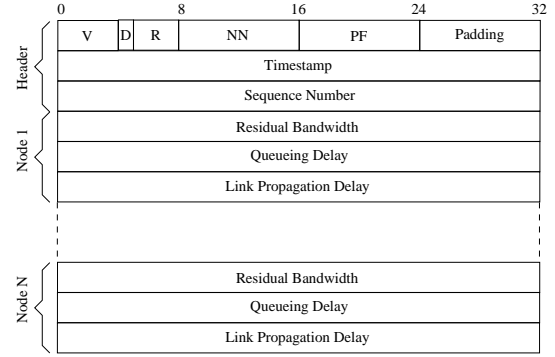 0 8 16 24 32
V D R NN PF Padding
Header
Timestamp
Sequence Number
Node 1
Residual Bandwidth
Queueing Delay
Link Propagation Delay
Node N
Residual Bandwidth
Queueing Delay
Link Propagation Delay